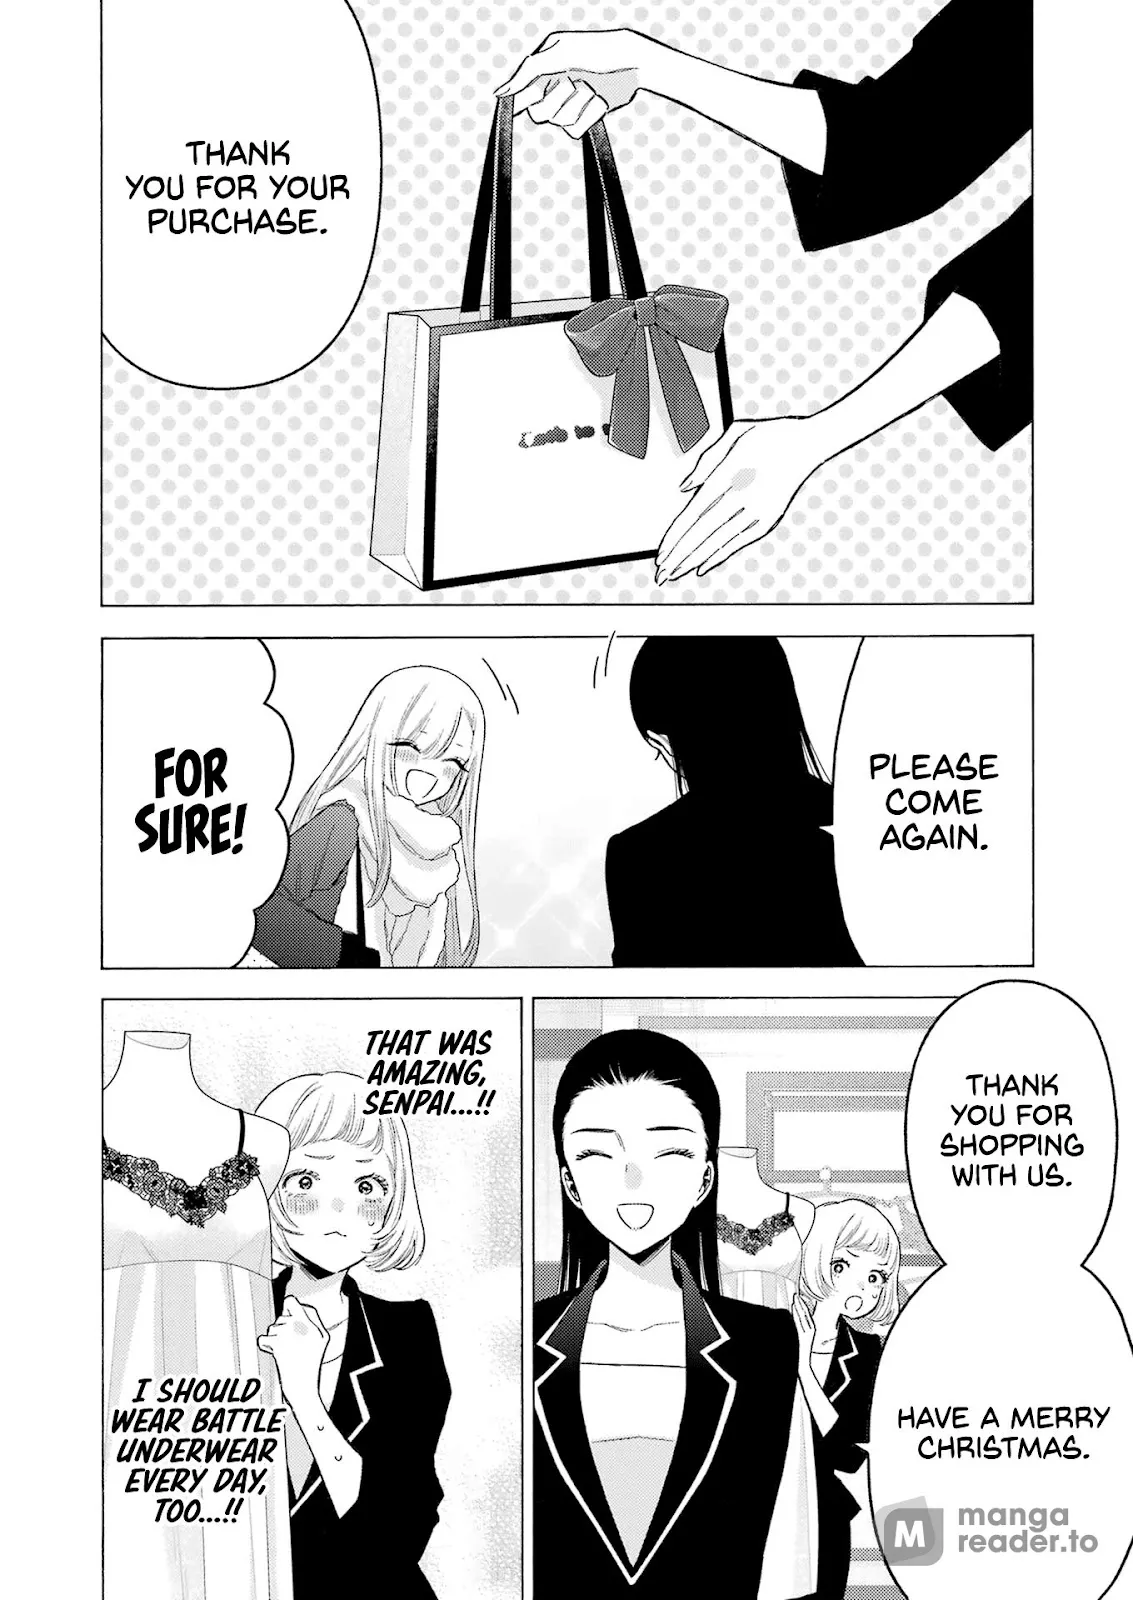 THANK
YOU FOR YOUR
PURCHASE.
PLEASE
COME
AGAIN.
FOR
SURE!
THANK
YOU FOR
SHOPPING
WITH US.
HAVE A MERRY
CHRISTMAS.
THAT WAS
AMAZING,
SENPAI...!!
I SHOULD
WEAR BATTLE
UNDERWEAR
EVERY DAY,
TOO...!!
M
manga
reader.to